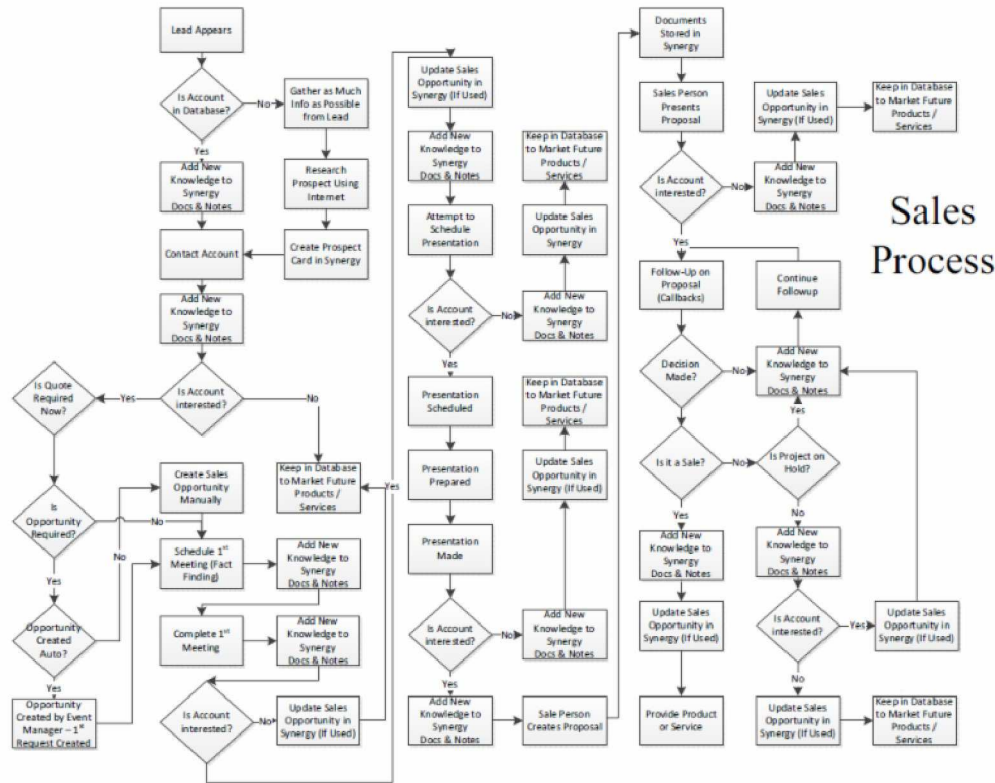 Lead Appears
Is Account
in Database?
No
Gather as Much
Info as Possible
from Lead
Yes
Add New
Knowledge to
Synergy
Docs & Notes
Research
Prospect Using
Internet
Contact Account
Create Prospect
Card in Synergy
Add New
Knowledge to
Synergy
Docs & Notes
Is Account
interested?
Yes
No
Is Quote
Required
Now?
Keep in Database
to Market Future
Products /
Services
Is
Opportunity
Required?
No
Yes
Create Sales
Opportunity
Manually
Schedule 1st
Meeting (Fact
Finding)
Add New
Knowledge to
Synergy
Docs & Notes
Opportunity
Created
Auto?
No
Yes
Opportunity
Created by Event
Manager – 1st
Request Created
Complete 1st
Meeting
Add New
Knowledge to
Synergy
Docs & Notes
Is Account
interested?
No
Update Sales
Opportunity in
Synergy (If Used)
Yes
Update Sales
Opportunity in
Synergy (If Used)
Add New
Knowledge to
Synergy
Docs & Notes
Attempt to
Schedule
Presentation
Is Account
interested?
No
Add New
Knowledge to
Synergy
Docs & Notes
Update Sales
Opportunity in
Synergy
Keep in Database
to Market Future
Products /
Services
Yes
Presentation
Scheduled
Presentation
Prepared
Presentation
Made
Is Account
interested?
No
Add New
Knowledge to
Synergy
Docs & Notes
Update Sales
Opportunity in
Synergy (If Used)
Keep in Database
to Market Future
Products /
Services
Yes
Add New
Knowledge to
Synergy
Docs & Notes
Sale Person
Creates Proposal
Documents
Stored in
Synergy
Sales Person
Presents
Proposal
Is Account
interested?
No
Add New
Knowledge to
Synergy
Docs & Notes
Update Sales
Opportunity in
Synergy (If Used)
Keep in Database
to Market Future
Products /
Services
Sales
Process
Yes
Follow-Up on
Proposal
(Callbacks)
Continue
Followup
Decision
Made?
No
Add New
Knowledge to
Synergy
Docs & Notes
Yes
Is it a Sale?
No
Is Project on
Hold?
Yes
No
Add New
Knowledge to
Synergy
Docs & Notes
Add New
Knowledge to
Synergy
Docs & Notes
Update Sales
Opportunity in
Synergy (If Used)
Is Account
interested?
Yes
Update Sales
Opportunity in
Synergy (If Used)
No
Provide Product
or Service
Update Sales
Opportunity in
Synergy (If Used)
Keep in Database
to Market Future
Products /
Services